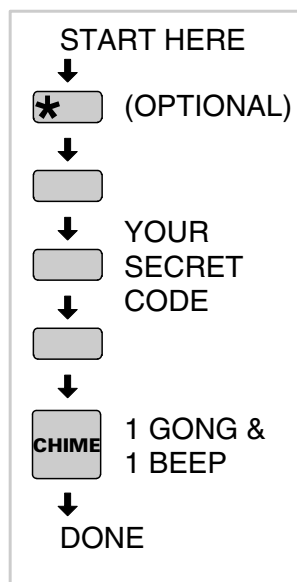 START HERE
* (OPTIONAL)
YOUR
SECRET
CODE
CHIME
1 GONG &
1 BEEP
DONE